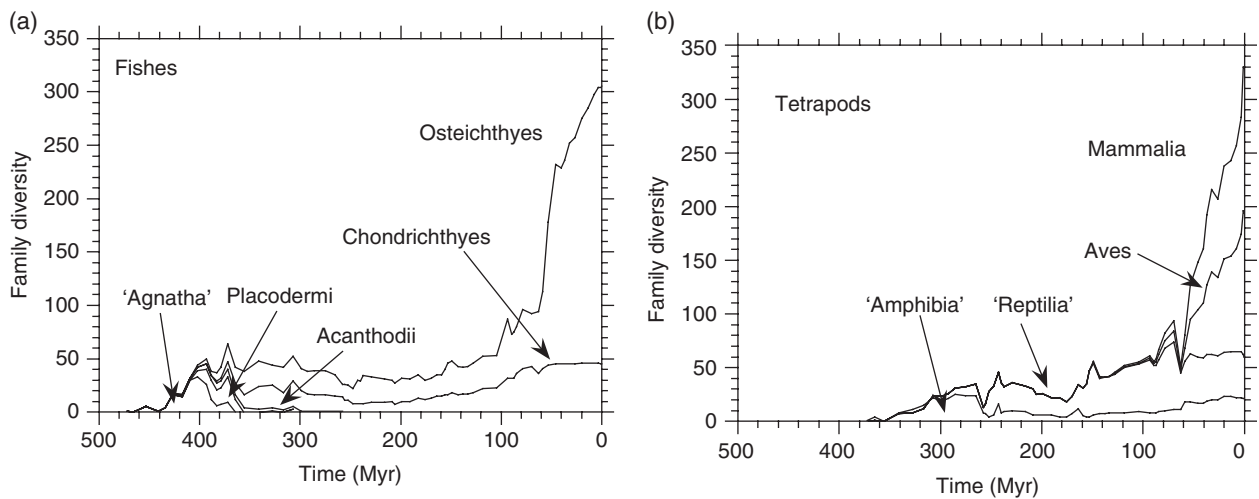 (a)
350
300
250
200
150
100
50
0
Family diversity
Fishes
Osteichthyes
Chondrichthyes
'Agnatha'
Placodermi
Acanthodii
500 400 300 200 100 0
Time (Myr)
(b)
350
300
250
200
150
100
50
0
Family diversity
Tetrapods
Mammalia
Aves
'Amphibia'
'Reptilia'
500 400 300 200 100 0
Time (Myr)